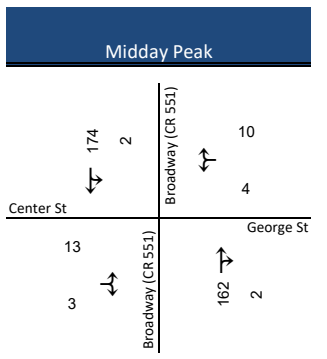 Midday Peak
174
2
Broadway (CR 551)
10
4
Center St
George St
13
3
Broadway (CR 551)
162
2